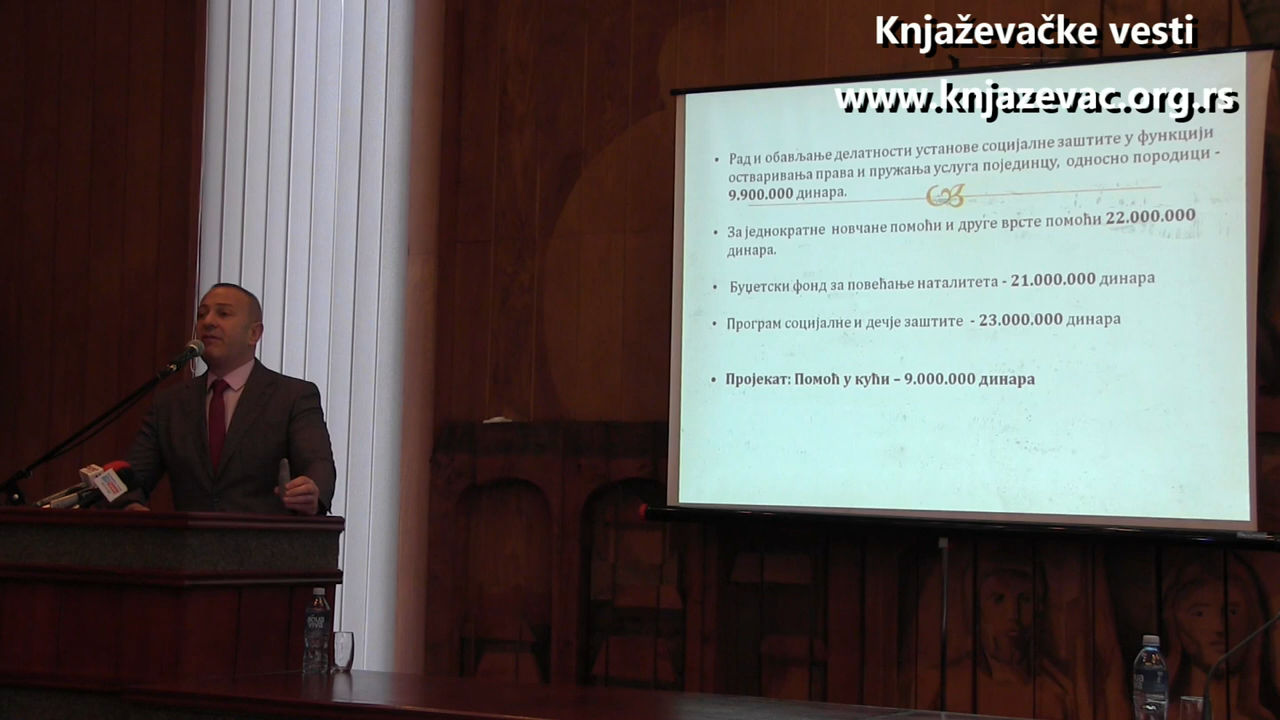 Knjaževačke vesti
www.knjazevac.org.rs
• Рад и обављање делатности установе социјалне заштите у функцији
остваривања права и пружања услуга појединцу, односно породици -
9.900.000 динара.
• За једнократне новчане помоћи и друге врсте помоћи 22.000.000
динара.
• Буџетски фонд за повећање наталитета - 21.000.000 динара
• Програм социјалне и дечје заштите - 23.000.000 динара
• Пројекат: Помоћ у кући – 9.000.000 динара